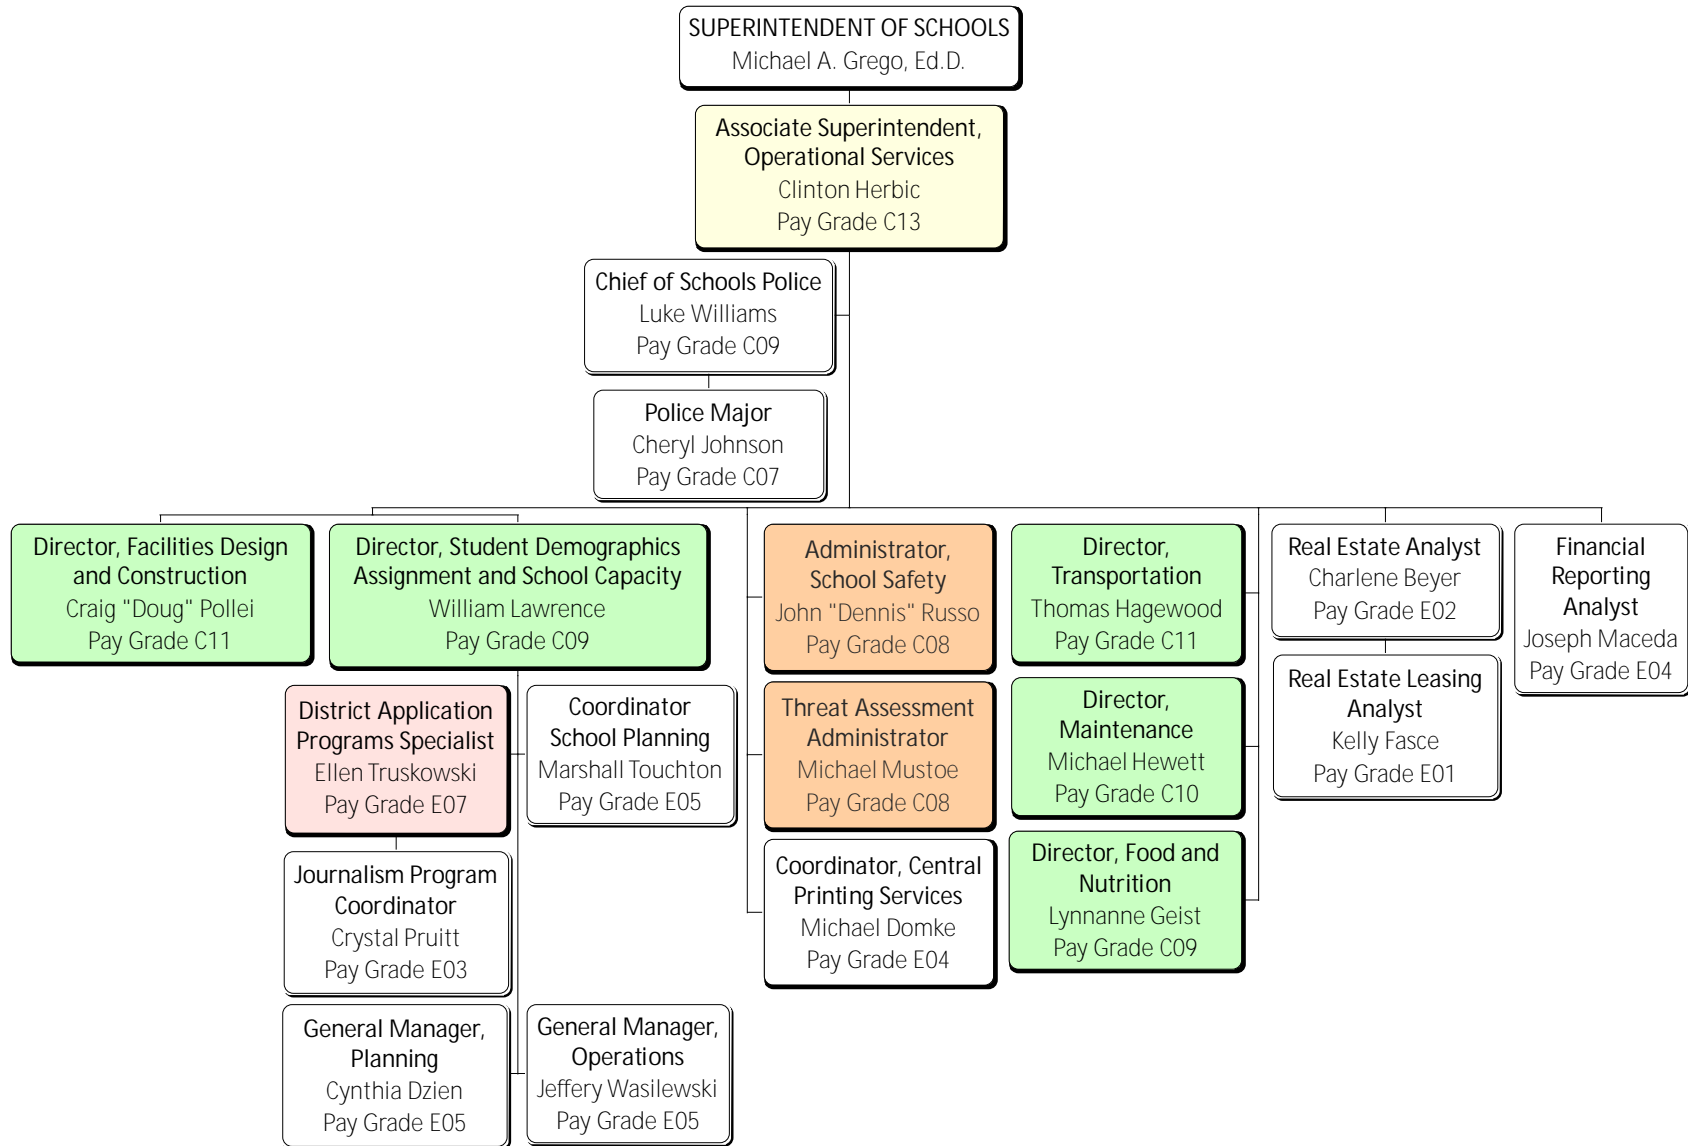 SUPERINTENDENT OF SCHOOLS
Michael A. Grego, Ed.D.
Associate Superintendent,
Operational Services
Clinton Herbic
Pay Grade C13
Chief of Schools Police
Luke Williams
Pay Grade C09
Police Major
Cheryl Johnson
Pay Grade C07
Director, Facilities Design
and Construction
Craig "Doug" Pollei
Pay Grade C11
Director, Student Demographics
Assignment and School Capacity
William Lawrence
Pay Grade C09
District Application
Programs Specialist
Ellen Truskowski
Pay Grade E07
Coordinator
School Planning
Marshall Touchton
Pay Grade E05
Journalism Program
Coordinator
Crystal Pruitt
Pay Grade E03
General Manager,
Planning
Cynthia Dzien
Pay Grade E05
General Manager,
Operations
Jeffery Wasilewski
Pay Grade E05
Administrator,
School Safety
John "Dennis" Russo
Pay Grade C08
Threat Assessment
Administrator
Michael Mustoe
Pay Grade C08
Coordinator, Central
Printing Services
Michael Domke
Pay Grade E04
Director,
Transportation
Thomas Hagewood
Pay Grade C11
Director,
Maintenance
Michael Hewett
Pay Grade C10
Director, Food and
Nutrition
Lynnanne Geist
Pay Grade C09
Real Estate Analyst
Charlene Beyer
Pay Grade E02
Real Estate Leasing
Analyst
Kelly Fasce
Pay Grade E01
Financial
Reporting
Analyst
Joseph Maceda
Pay Grade E04